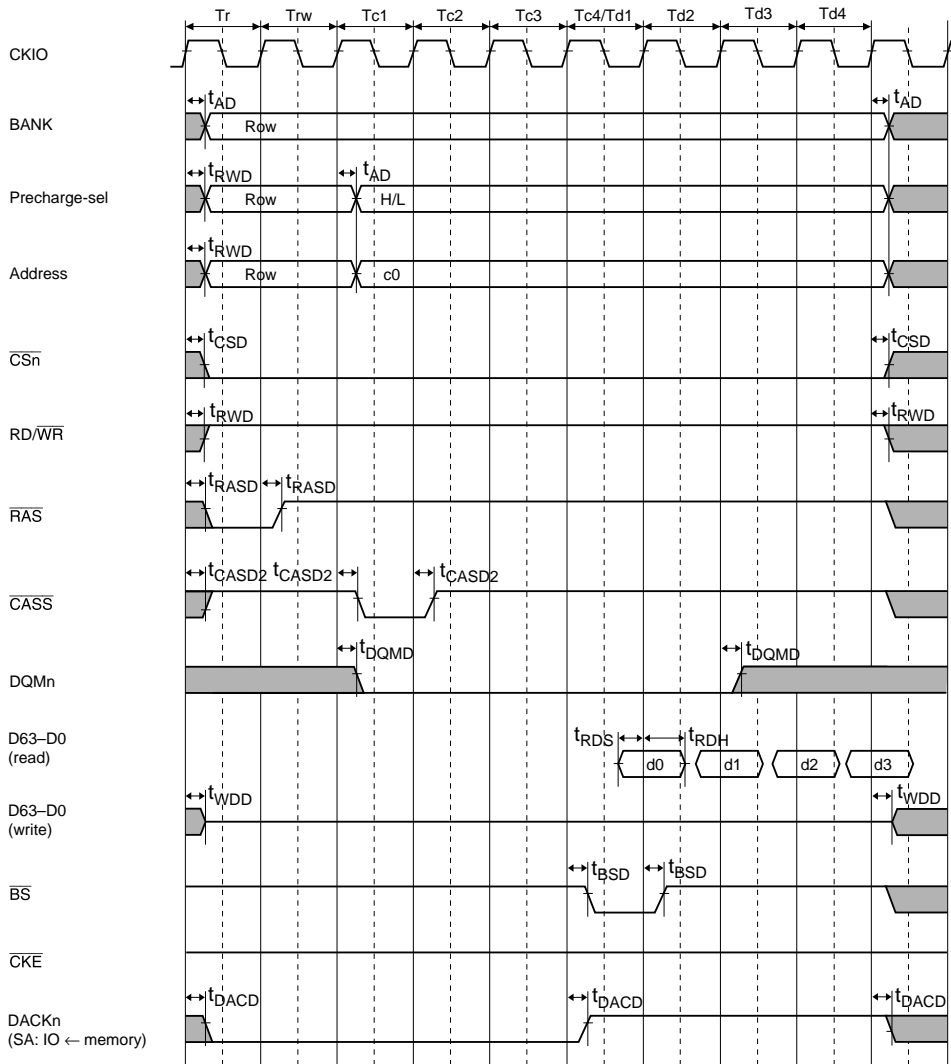 Tr Trw Tc1 Tc2 Tc3 Tc4/Td1 Td2 Td3 Td4
CKIO
tAD tAD
BANK Row
tRWD tAD
Precharge-sel Row H/L
tRWD
Address Row c0
tCSD tCSD
CSn
tRWD tRWD
RD/WR
tRASD tRASD
RAS
tCASD2 tCASD2 tCASD2
CASS
tDQMD tDQMD
DQMn
D63–D0
(read)
tRDS tRDH
d0 d1 d2 d3
tWDD tWDD
D63–D0
(write)
tBSD tBSD
BS
CKE
tDACD tDACD tDACD
DACKn
(SA: IO ← memory)